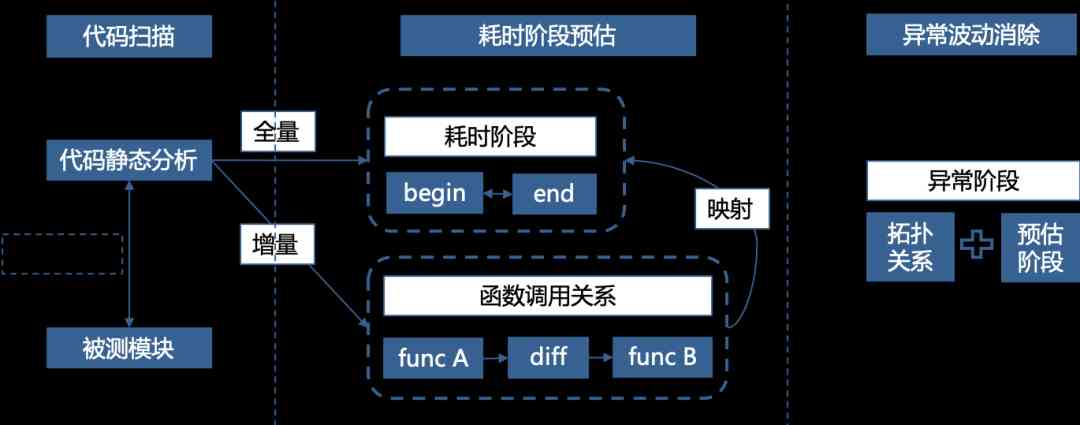 代码扫描
耗时阶段预估
异常波动消除
全量
耗时阶段
代码静态分析
begin
end
增量
映射
函数调用关系
func A
diff
func B
被测模块
异常阶段
拓扑
关系
预估
阶段